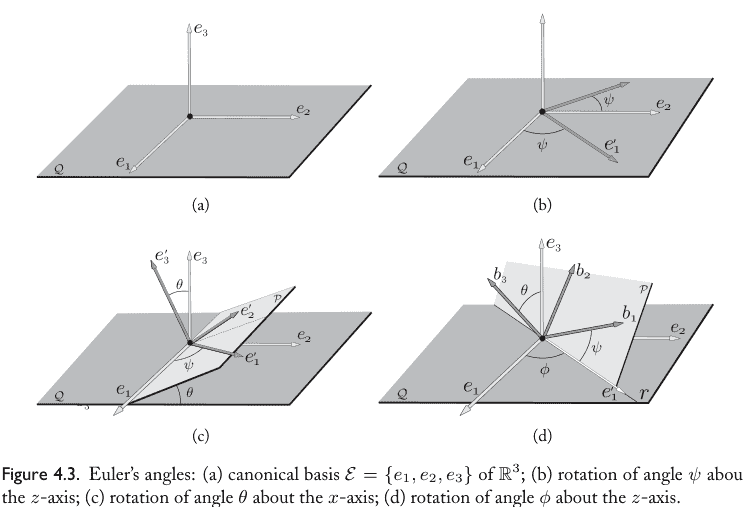 e₃
e₂
e₁
Q
(a)
ψ
e₂
ψ
e₁
e′₁
Q
(b)
e′₃
e₃
θ
P
e′₂
e₂
ψ
e′₁
e₁
θ
Q
(c)
e₃
b₃
b₂
P
θ
b₁
e₂
ψ
ϕ
e₁
e′₁
r
Q
(d)
Figure 4.3. Euler's angles: (a) canonical basis ℰ = {e₁, e₂, e₃} of ℝ³; (b) rotation of angle ψ abou
the z-axis; (c) rotation of angle θ about the x-axis; (d) rotation of angle ϕ about the z-axis.